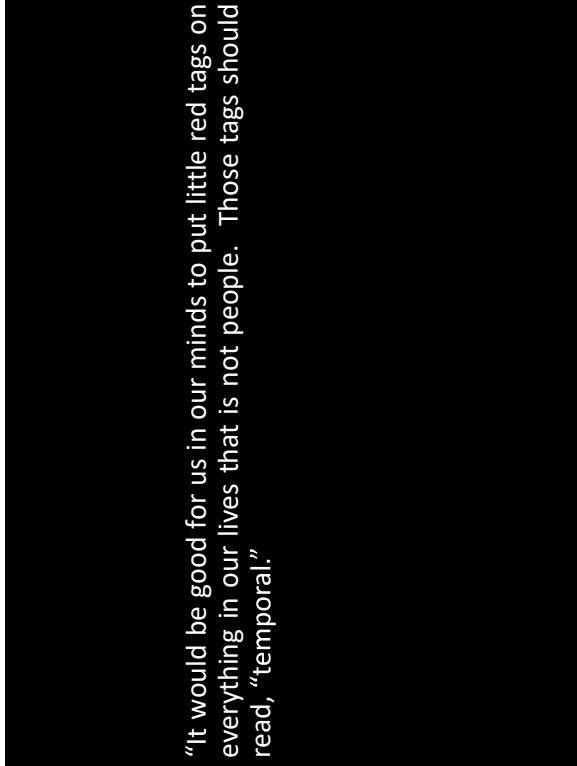 “It would be good for us in our minds to put little red tags on
everything in our lives that is not people.  Those tags should
read, “temporal.”